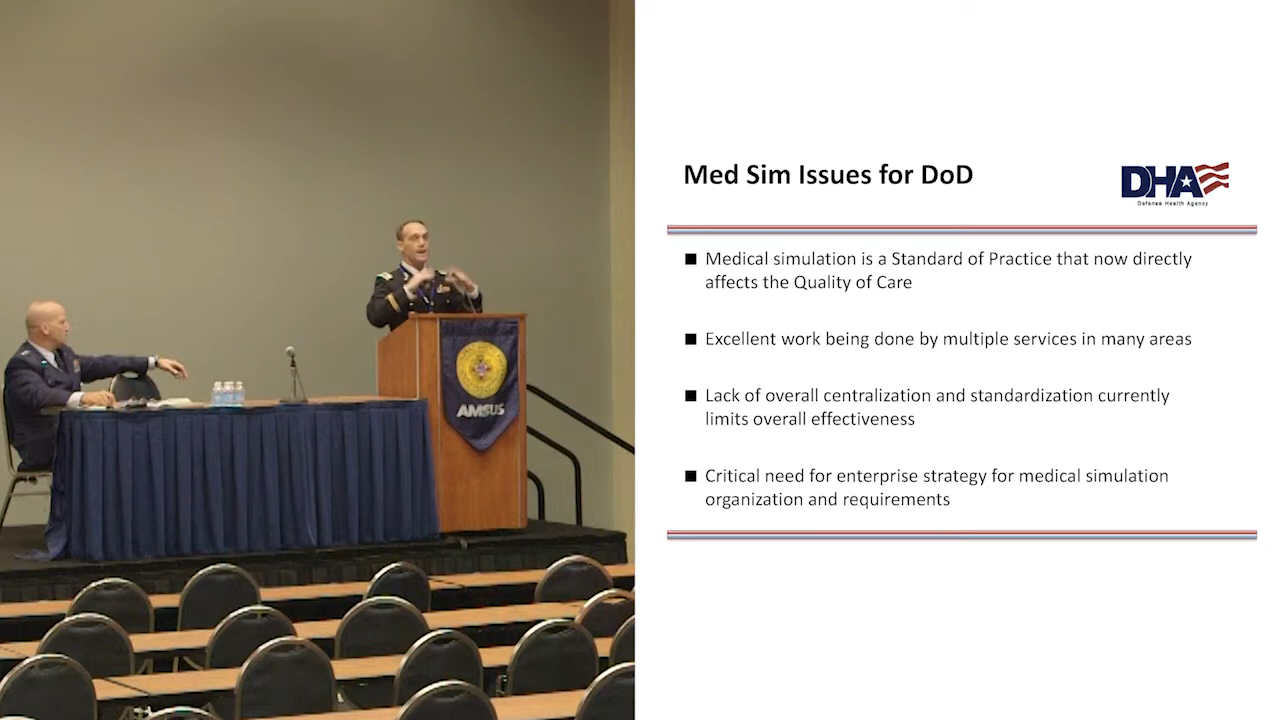 AMSUS
Med Sim Issues for DoD
DHA
Defense Health Agency
Medical simulation is a Standard of Practice that now directly
affects the Quality of Care
Excellent work being done by multiple services in many areas
Lack of overall centralization and standardization currently
limits overall effectiveness
Critical need for enterprise strategy for medical simulation
organization and requirements